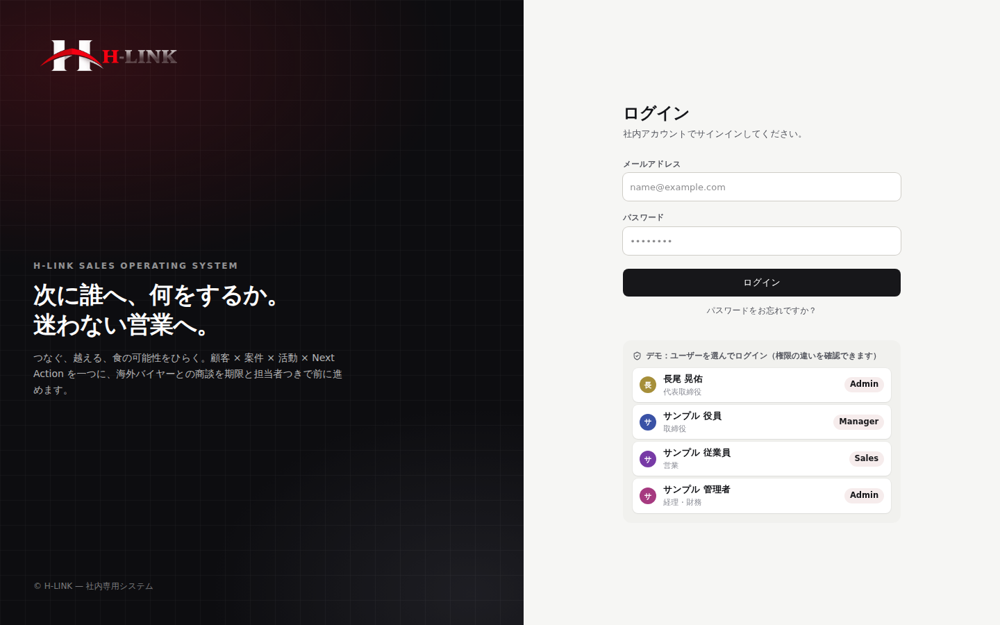 H-LINK
H-LINK SALES OPERATING SYSTEM
次に誰へ、何をするか。
迷わない営業へ。
つなぐ、越える、食の可能性をひらく。顧客 × 案件 × 活動 × Next
Action を一つに、海外バイヤーとの商談を期限と担当者つきで前に進
めます。
© H-LINK — 社内専用システム
ログイン
社内アカウントでサインインしてください。
メールアドレス
name@example.com
パスワード
••••••••
ログイン
パスワードをお忘れですか？
デモ：ユーザーを選んでログイン（権限の違いを確認できます）
長
長尾 晃佑
代表取締役
Admin
サ
サンプル 役員
取締役
Manager
サ
サンプル 従業員
営業
Sales
サ
サンプル 管理者
経理・財務
Admin